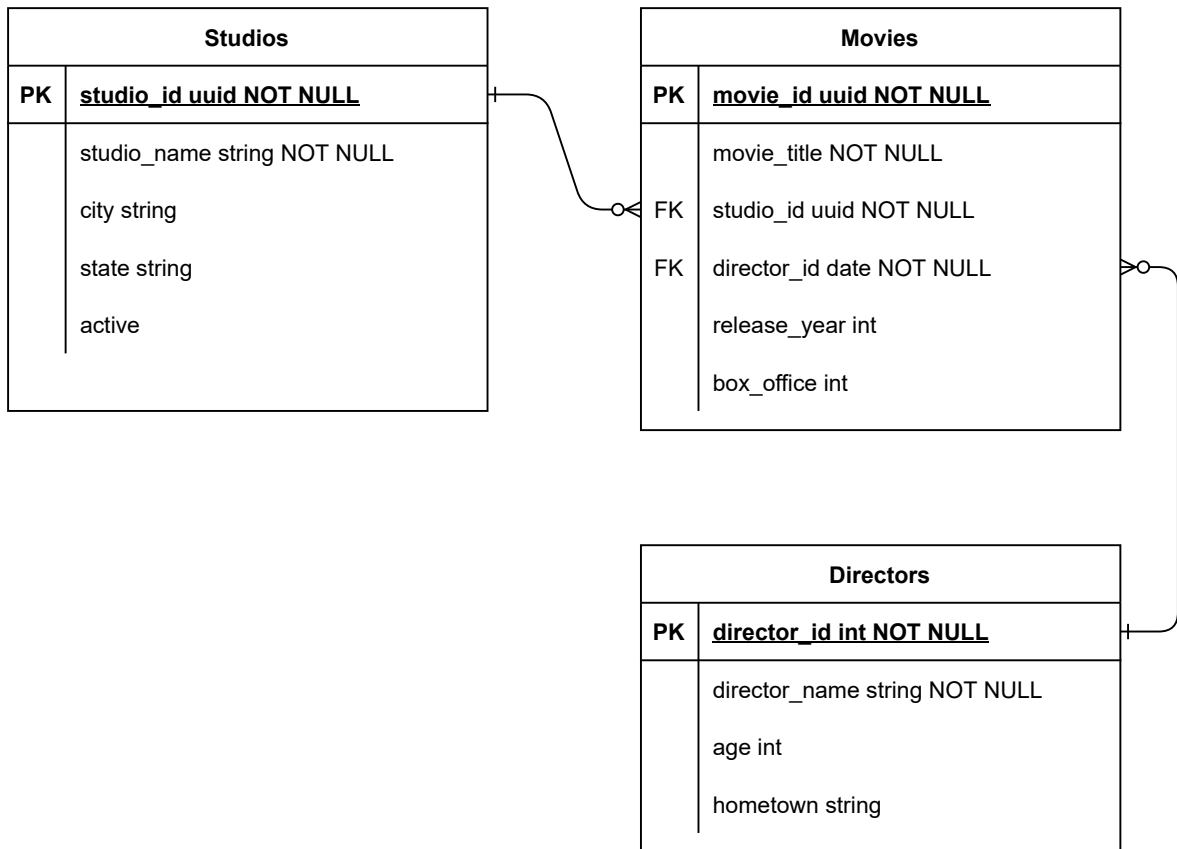 Studios
PK studio_id uuid NOT NULL
studio_name string NOT NULL
city string
state string
active
Movies
PK movie_id uuid NOT NULL
movie_title NOT NULL
FK studio_id uuid NOT NULL
FK director_id date NOT NULL
release_year int
box_office int
Directors
PK director_id int NOT NULL
director_name string NOT NULL
age int
hometown string